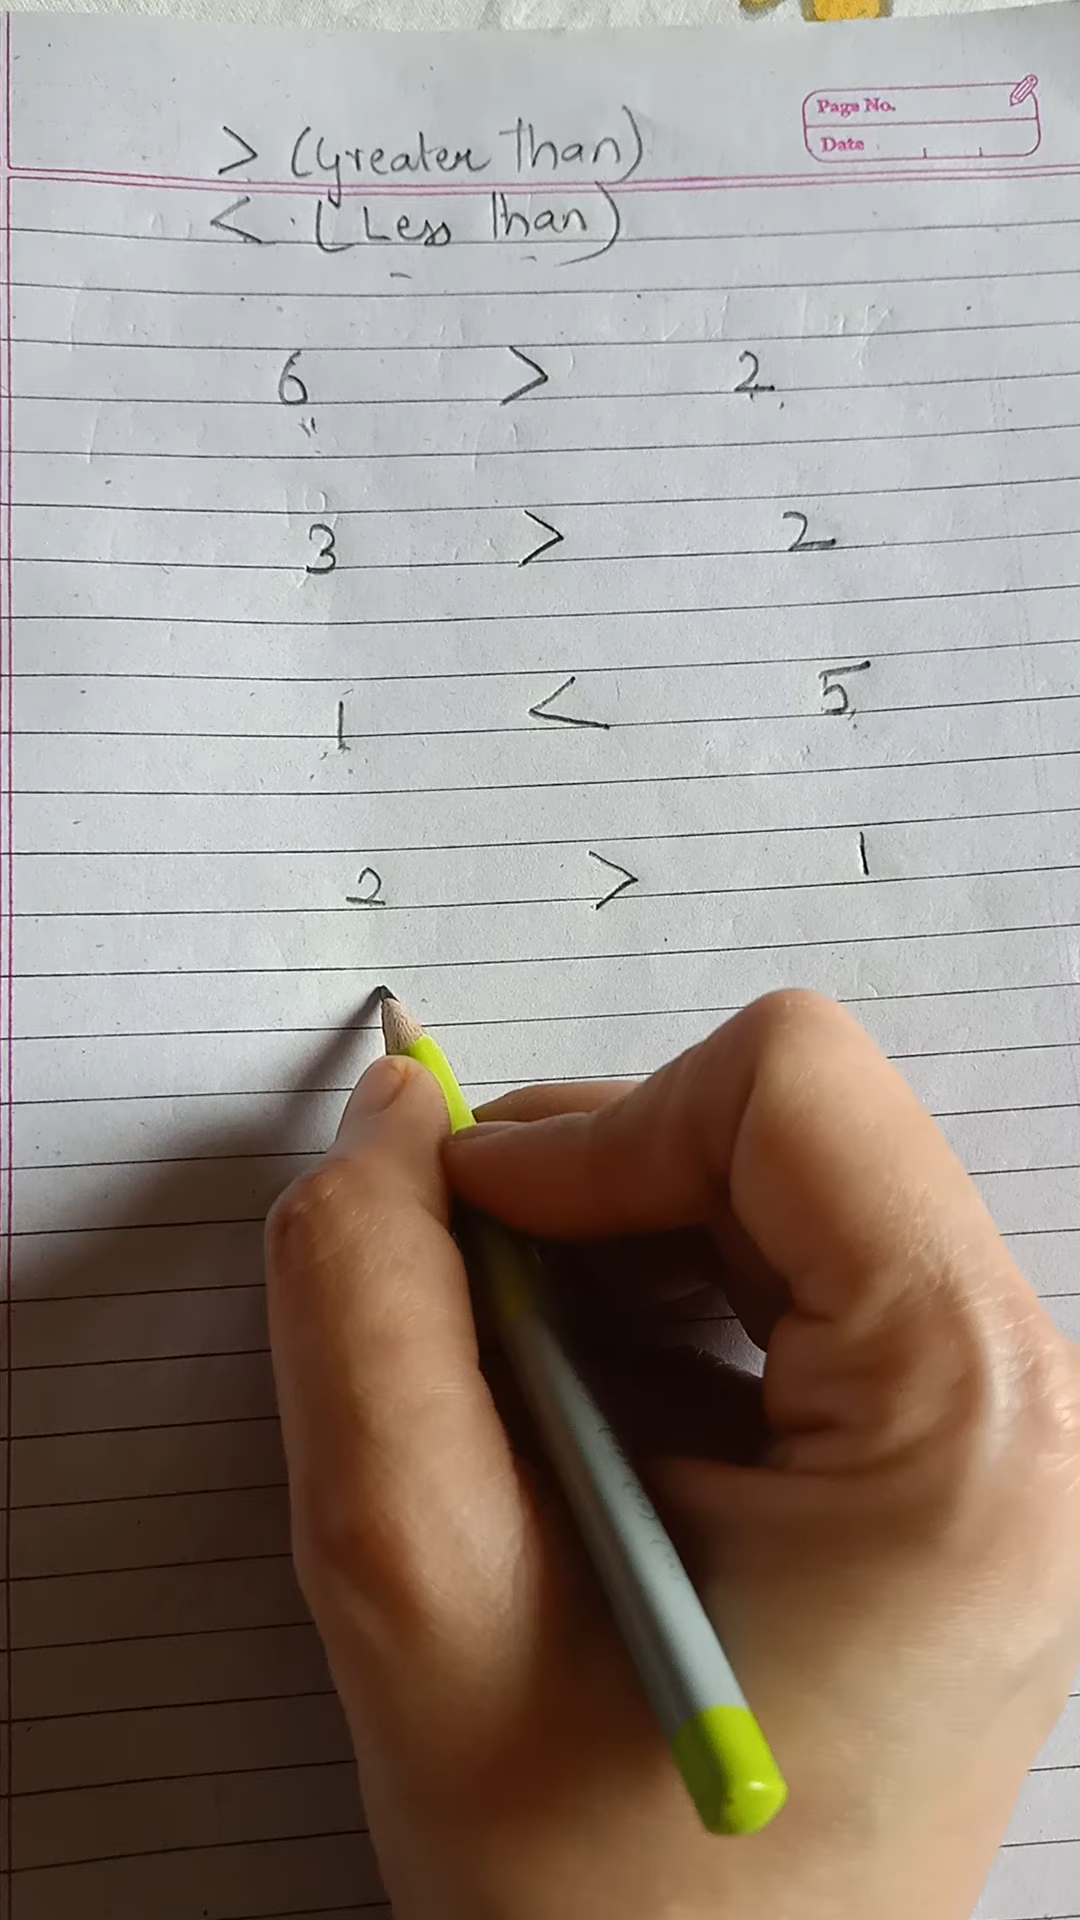 Page No.
Date
> (Greater than)
< (Less than)
6 > 2
3 > 2
1 < 5
2 > 1